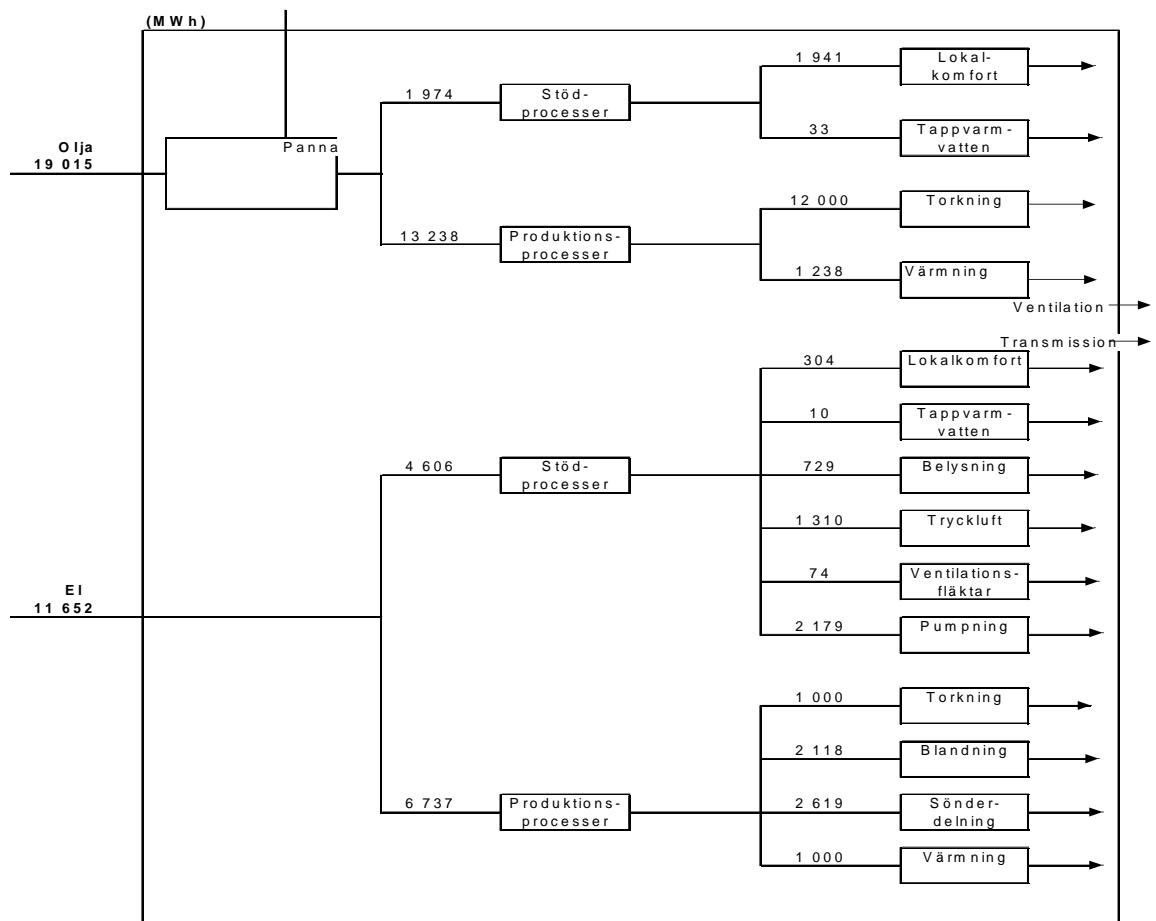 (MWh)
Lokal-
komfort
1 941
Stöd-
processer
1 974
Tappvarm-
vatten
33
Panna
Olja
19 015
Torkning
12 000
Produktions-
processer
13 238
Värmning
1 238
Ventilation
Transmission
Lokalkomfort
304
Tappvarm-
vatten
10
Stöd-
processer
4 606
Belysning
729
Tryckluft
1 310
Ventilations-
fläktar
74
El
11 652
Pumpning
2 179
Torkning
1 000
Blandning
2 118
Produktions-
processer
6 737
Sönder-
delning
2 619
Värmning
1 000